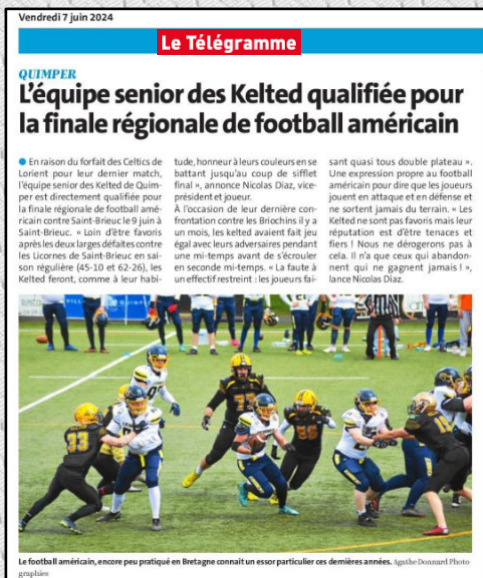 Vendredi 7 juin 2024
Le Télégramme
QUIMPER
L'équipe senior des Kelted qualifiée pour
la finale régionale de football américain
● En raison du forfait des Celtics de
Lorient pour leur dernier match,
l'équipe senior des Kelted de Quim-
per est directement qualifiée pour
la finale régionale de football amé-
ricain contre Saint-Brieuc le 9 juin à
Saint-Brieuc. « Loin d'être favoris
après les deux larges défaites contre
les Licornes de Saint-Brieuc en sai-
son régulière (45-10 et 62-26), les
Kelted feront, comme à leur habi-
tude, honneur à leurs couleurs en se
battant jusqu'au coup de sifflet
final », annonce Nicolas Diaz, vice-
président et joueur.
À l'occasion de leur dernière con-
frontation contre les Briochins il y a
un mois, les kelted avaient fait jeu
égal avec leurs adversaires pendant
une mi-temps avant de s'écrouler
en seconde mi-temps. « La faute à
un effectif restreint : les joueurs fai-
sant quasi tous double plateau ».
Une expression propre au football
américain pour dire que les joueurs
jouent en attaque et en défense et
ne sortent jamais du terrain. « Les
Kelted ne sont pas favoris mais leur
réputation est d'être tenaces et
fiers ! Nous ne dérogerons pas à
cela. Il n'a que ceux qui abandon-
nent qui ne gagnent jamais ! »,
lance Nicolas Diaz.
33
77
56
15
Le football américain, encore peu pratiqué en Bretagne connaît un essor particulier ces dernières années. Agathe Donnard Photo
graphies